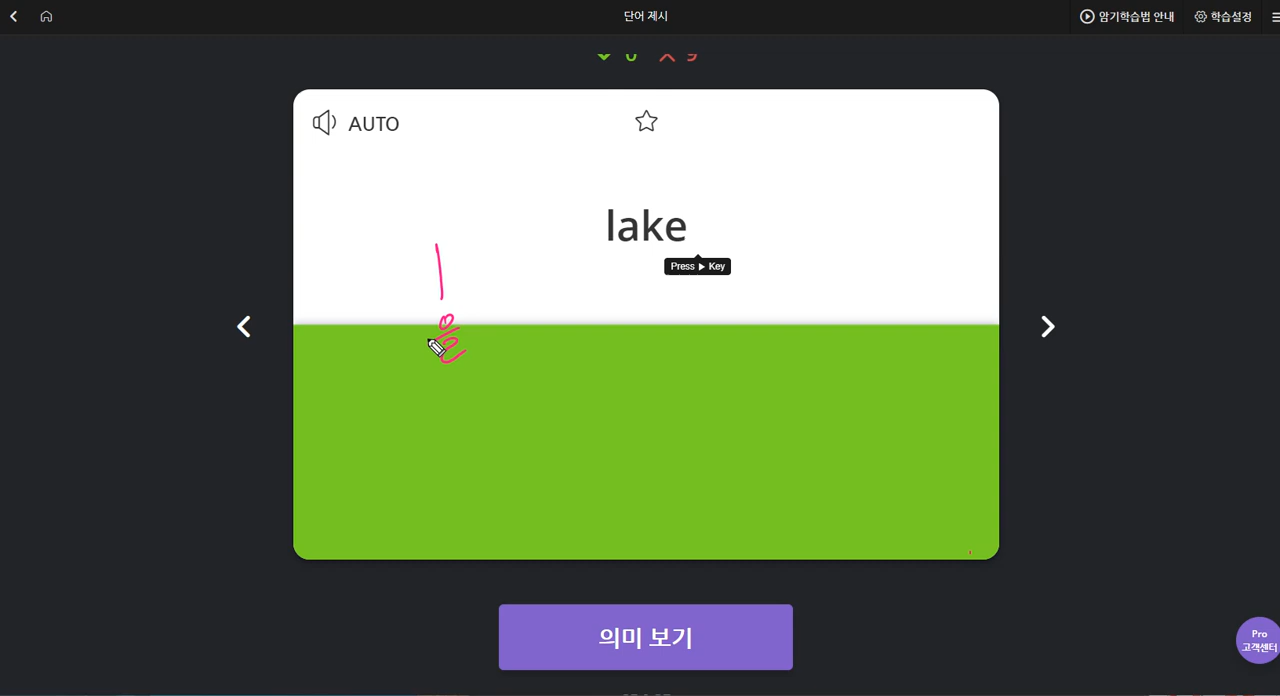 단어 제시
암기학습법 안내
학습설정
AUTO
lake
Press ▶ Key
의미 보기
Pro
고객센터